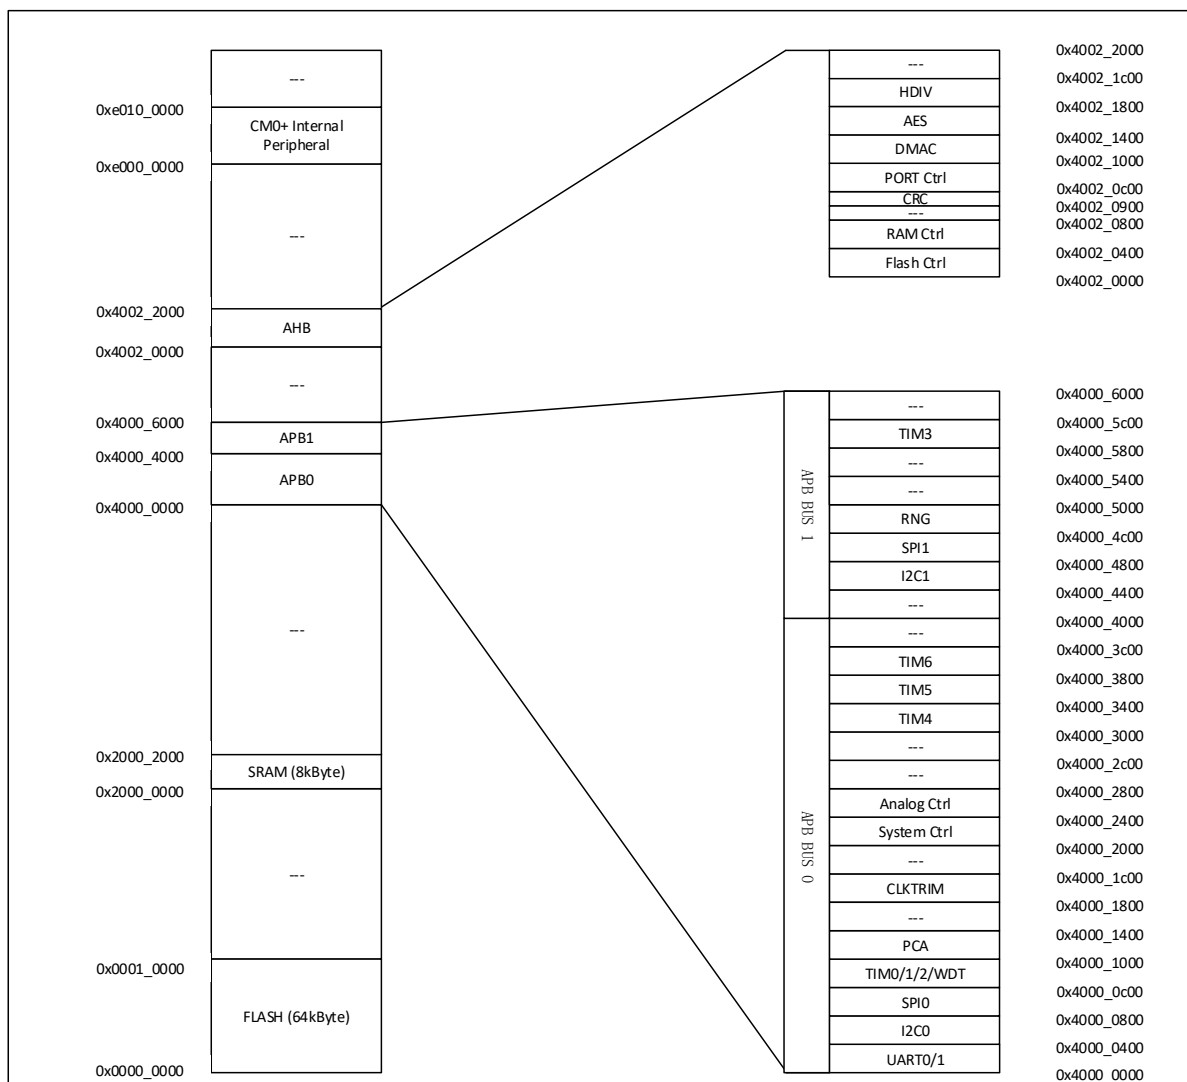 ---
0xe010_0000
CM0+ Internal
Peripheral
0xe000_0000
---
0x4002_2000
AHB
0x4002_0000
---
0x4000_6000
APB1
0x4000_4000
APB0
0x4000_0000
---
0x2000_2000
SRAM (8kByte)
0x2000_0000
---
0x0001_0000
FLASH (64kByte)
0x0000_0000
0x4002_2000
---
0x4002_1c00
HDIV
0x4002_1800
AES
0x4002_1400
DMAC
0x4002_1000
PORT Ctrl
0x4002_0c00
CRC
0x4002_0900
---
0x4002_0800
RAM Ctrl
0x4002_0400
Flash Ctrl
0x4002_0000
APB BUS 1
0x4000_6000
---
0x4000_5c00
TIM3
0x4000_5800
---
0x4000_5400
---
0x4000_5000
RNG
0x4000_4c00
SPI1
0x4000_4800
I2C1
0x4000_4400
---
0x4000_4000
APB BUS 0
---
0x4000_3c00
TIM6
0x4000_3800
TIM5
0x4000_3400
TIM4
0x4000_3000
---
0x4000_2c00
---
0x4000_2800
Analog Ctrl
0x4000_2400
System Ctrl
0x4000_2000
---
0x4000_1c00
CLKTRIM
0x4000_1800
---
0x4000_1400
PCA
0x4000_1000
TIM0/1/2/WDT
0x4000_0c00
SPI0
0x4000_0800
I2C0
0x4000_0400
UART0/1
0x4000_0000